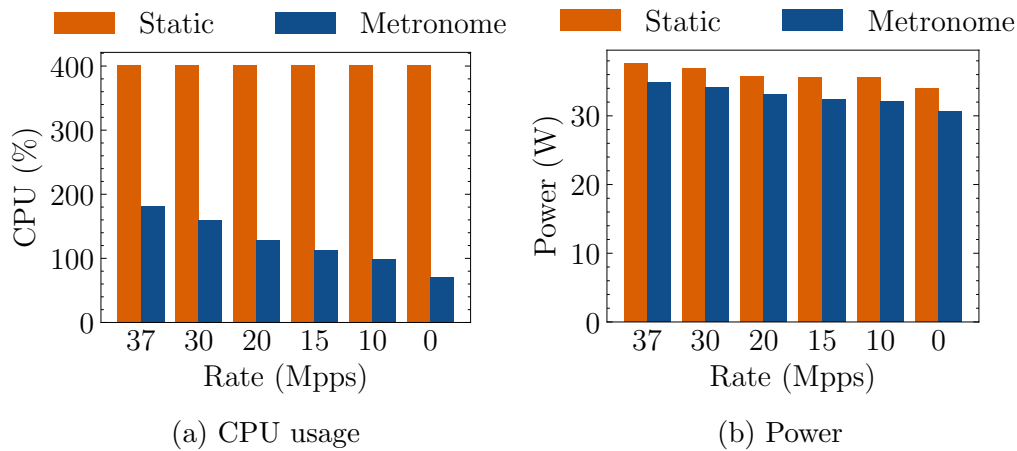 Static Metronome
400
300
200
100
0
CPU (%)
37 30 20 15 10 0
Rate (Mpps)
(a) CPU usage
Static Metronome
30
20
10
0
Power (W)
37 30 20 15 10 0
Rate (Mpps)
(b) Power